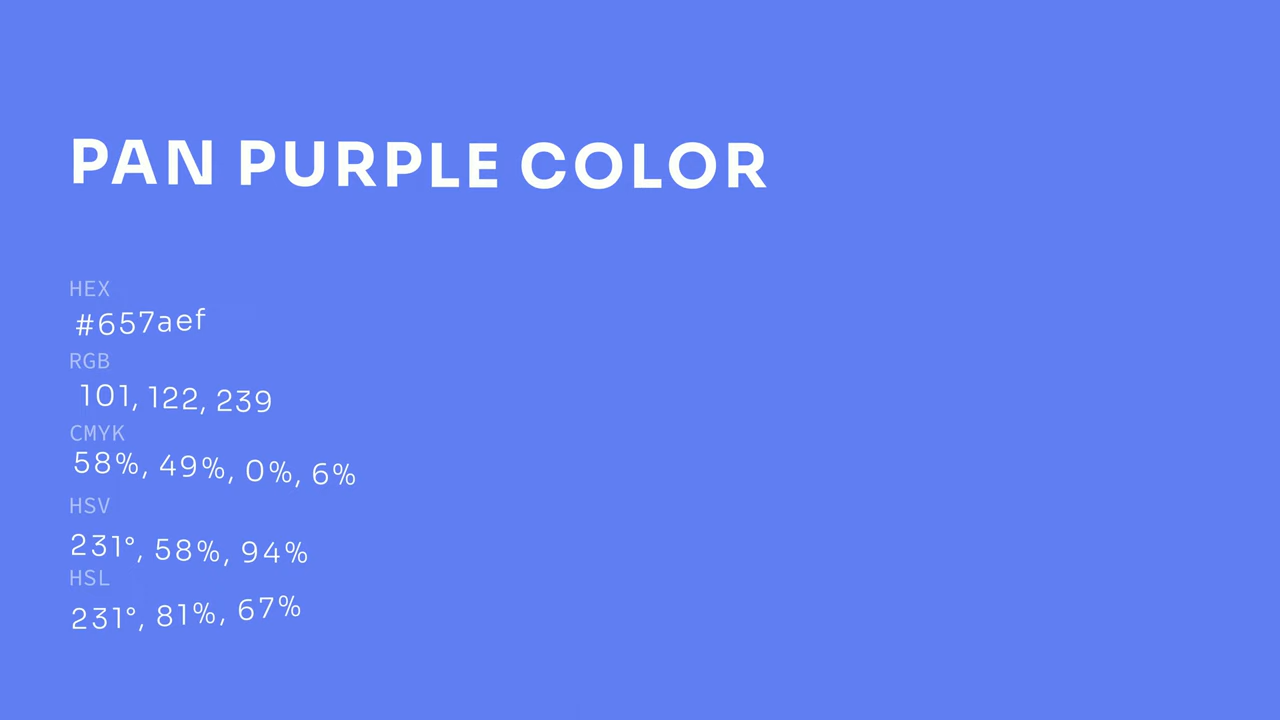 PAN PURPLE COLOR
HEX
#657aef
RGB
101, 122, 239
CMYK
58%, 49%, 0%, 6%
HSV
231°, 58%, 94%
HSL
231°, 81%, 67%